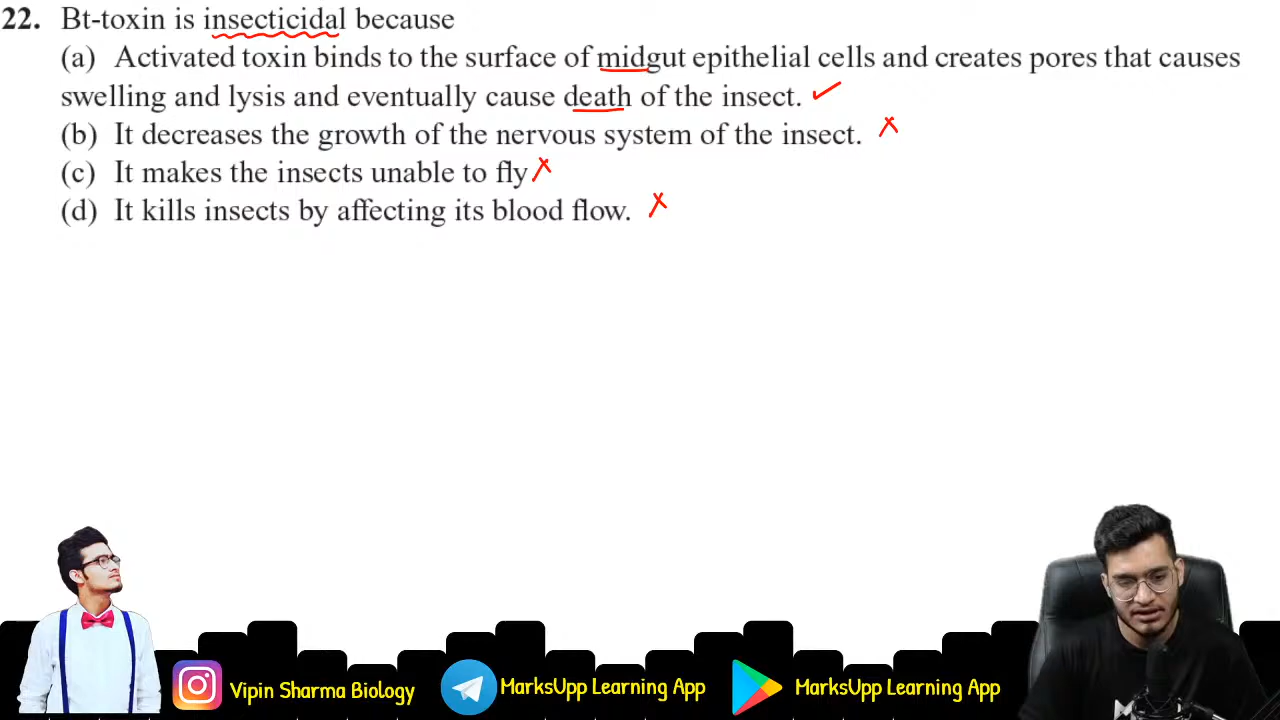 22. Bt-toxin is insecticidal because
(a) Activated toxin binds to the surface of midgut epithelial cells and creates pores that causes
swelling and lysis and eventually cause death of the insect.
(b) It decreases the growth of the nervous system of the insect.
(c) It makes the insects unable to fly
(d) It kills insects by affecting its blood flow.
Vipin Sharma Biology
MarksUpp Learning App
MarksUpp Learning App